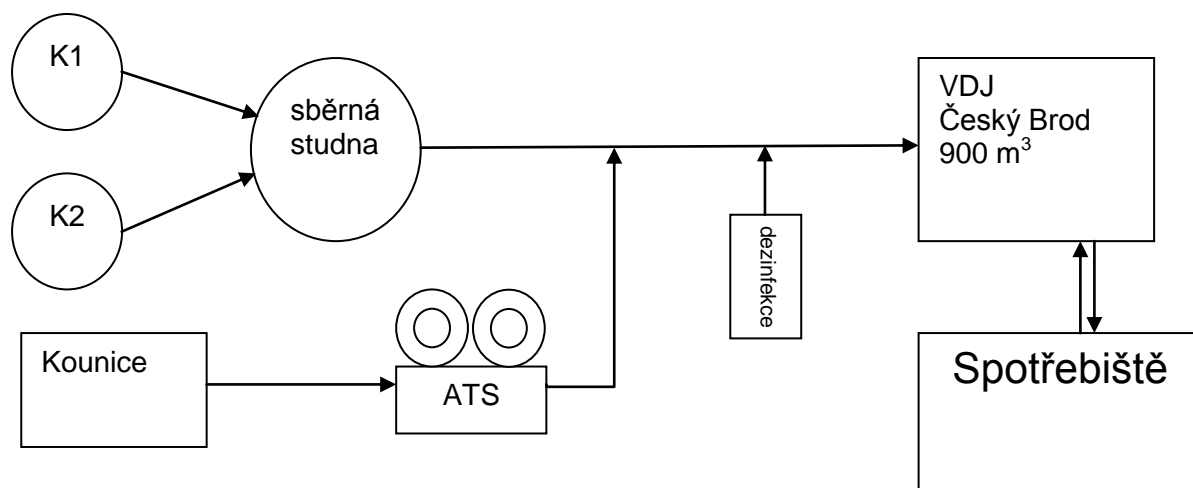 K1
sběrná
studna
K2
VDJ
Český Brod
900 m³
dezinfekce
Kounice
ATS
Spotřebiště